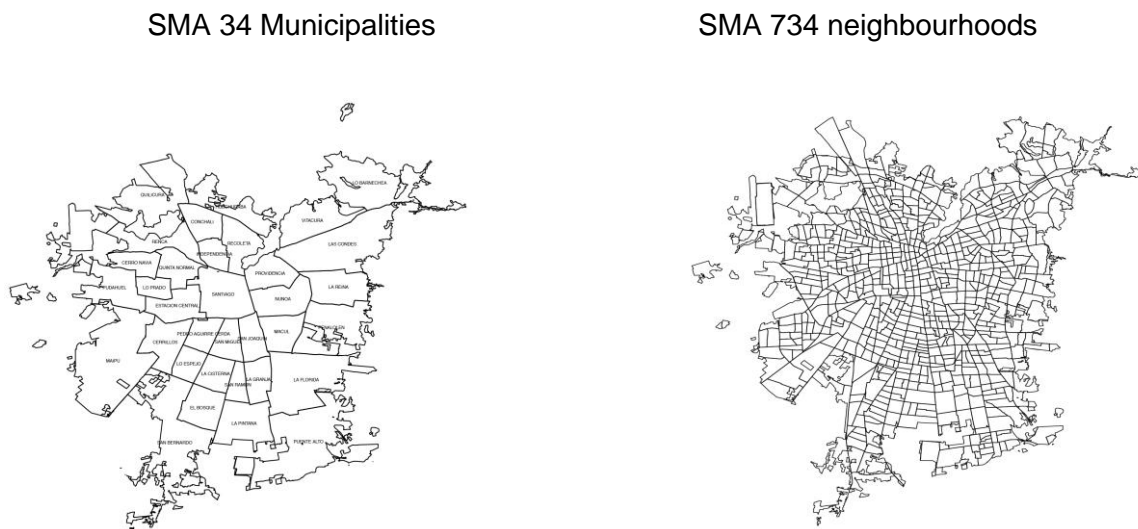 SMA 34 Municipalities
SMA 734 neighbourhoods
LO BARNECHEA
QUILICURA
CONCHALI
VITACURA
RENCA
RECOLETA
LAS CONDES
INDEPENDENCIA
CERRO NAVIA
QUINTA NORMAL
PROVIDENCIA
PUDAHUEL
LO PRADO
SANTIAGO
LA REINA
ESTACION CENTRAL
NUNOA
PEDRO AGUIRRE CERDA
MACUL
PENALOLEN
CERRILLOS
SAN MIGUEL
SAN JOAQUIN
MAIPU
LO ESPEJO
LA CISTERNA
LA GRANJA
LA FLORIDA
SAN RAMON
EL BOSQUE
LA PINTANA
SAN BERNARDO
PUENTE ALTO